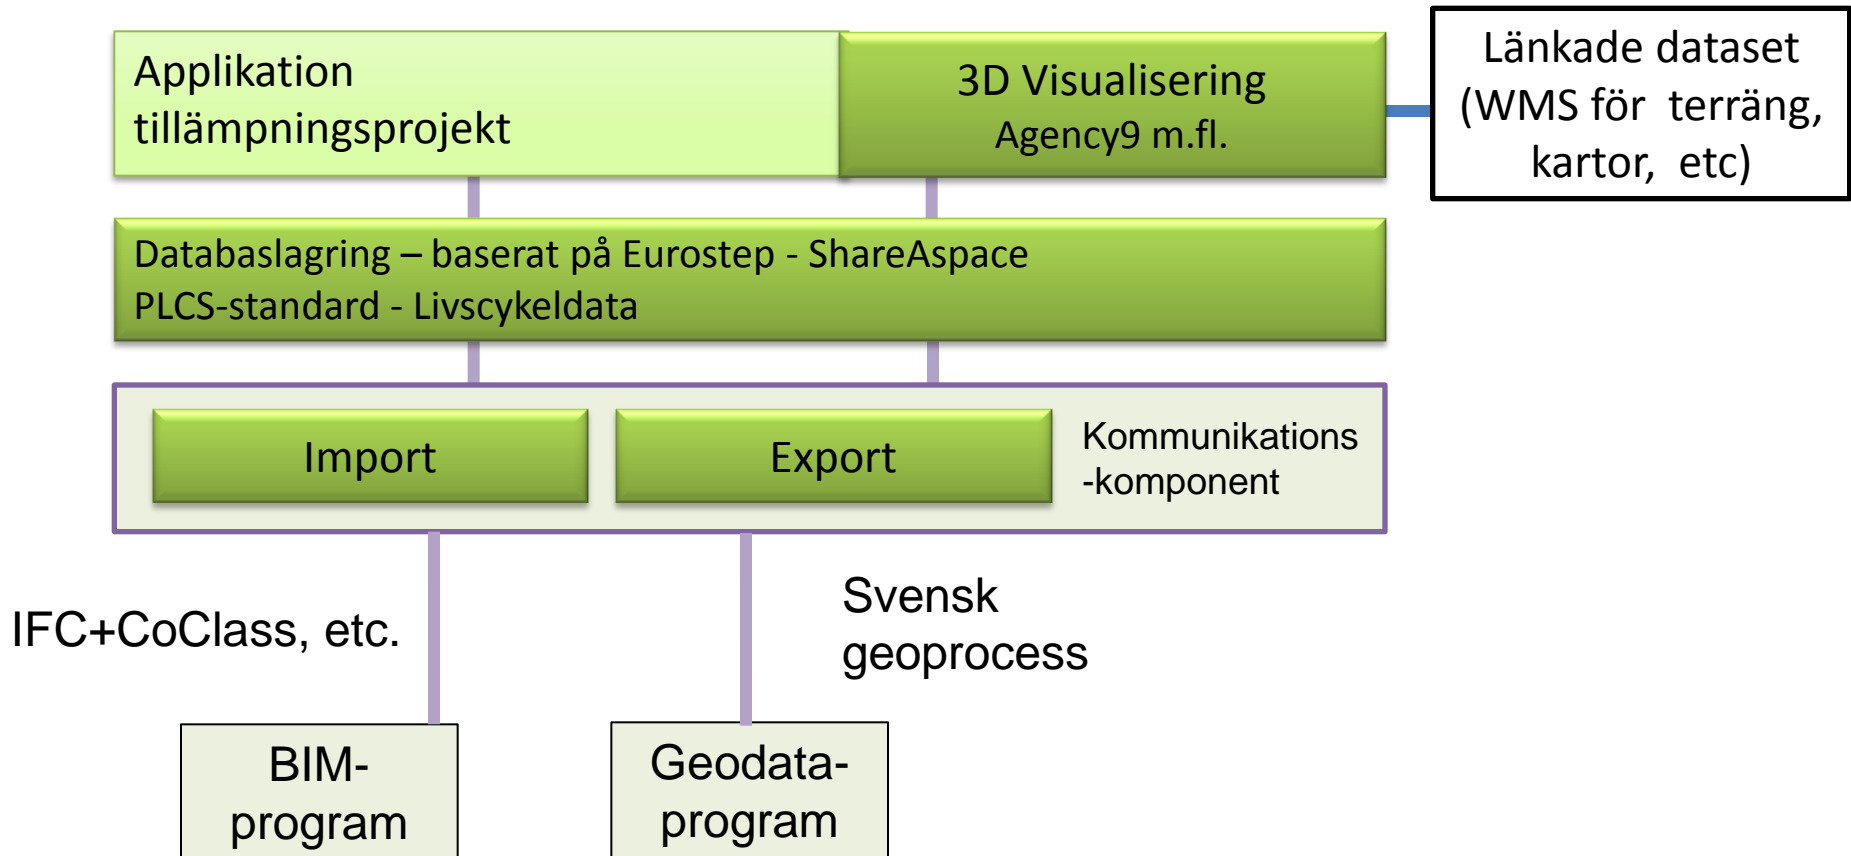 Applikation
tillämpningsprojekt
3D Visualisering
Agency9 m.fl.
Länkade dataset
(WMS för terräng,
kartor, etc)
Databaslagring – baserat på Eurostep - ShareAspace
PLCS-standard - Livscykeldata
Import
Export
Kommunikations
-komponent
IFC+CoClass, etc.
Svensk
geoprocess
BIM-
program
Geodata-
program